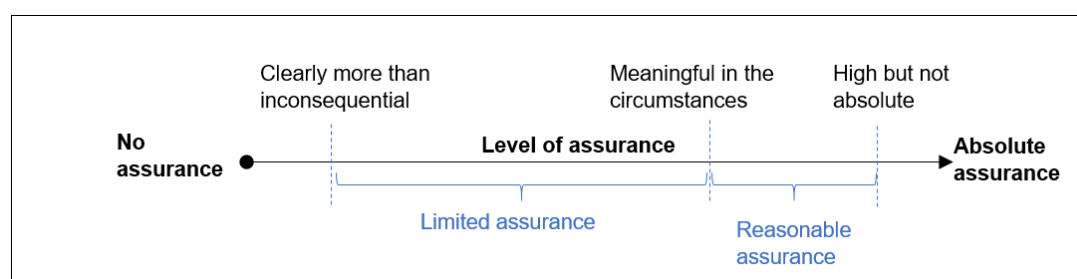 Clearly more than
inconsequential
Meaningful in the
circumstances
High but not
absolute
No
assurance
Level of assurance
Absolute
assurance
Limited assurance
Reasonable
assurance